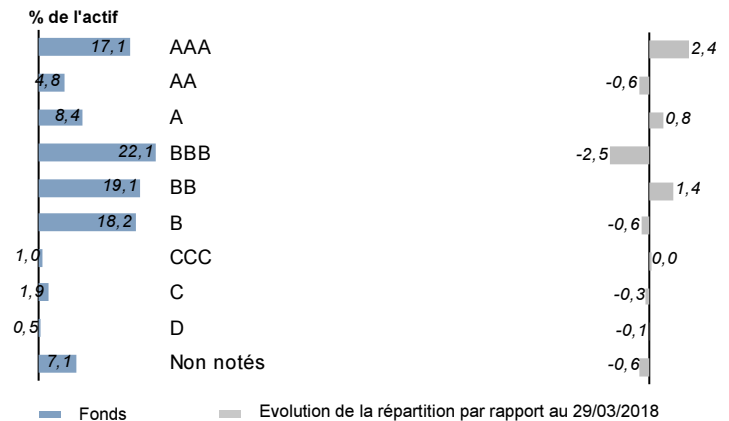 % de l'actif
17,1 AAA 2,4
4,8 AA -0,6
8,4 A 0,8
22,1 BBB -2,5
19,1 BB 1,4
18,2 B -0,6
1,0 CCC 0,0
1,9 C -0,3
0,5 D -0,1
7,1 Non notés -0,6
Fonds Evolution de la répartition par rapport au 29/03/2018